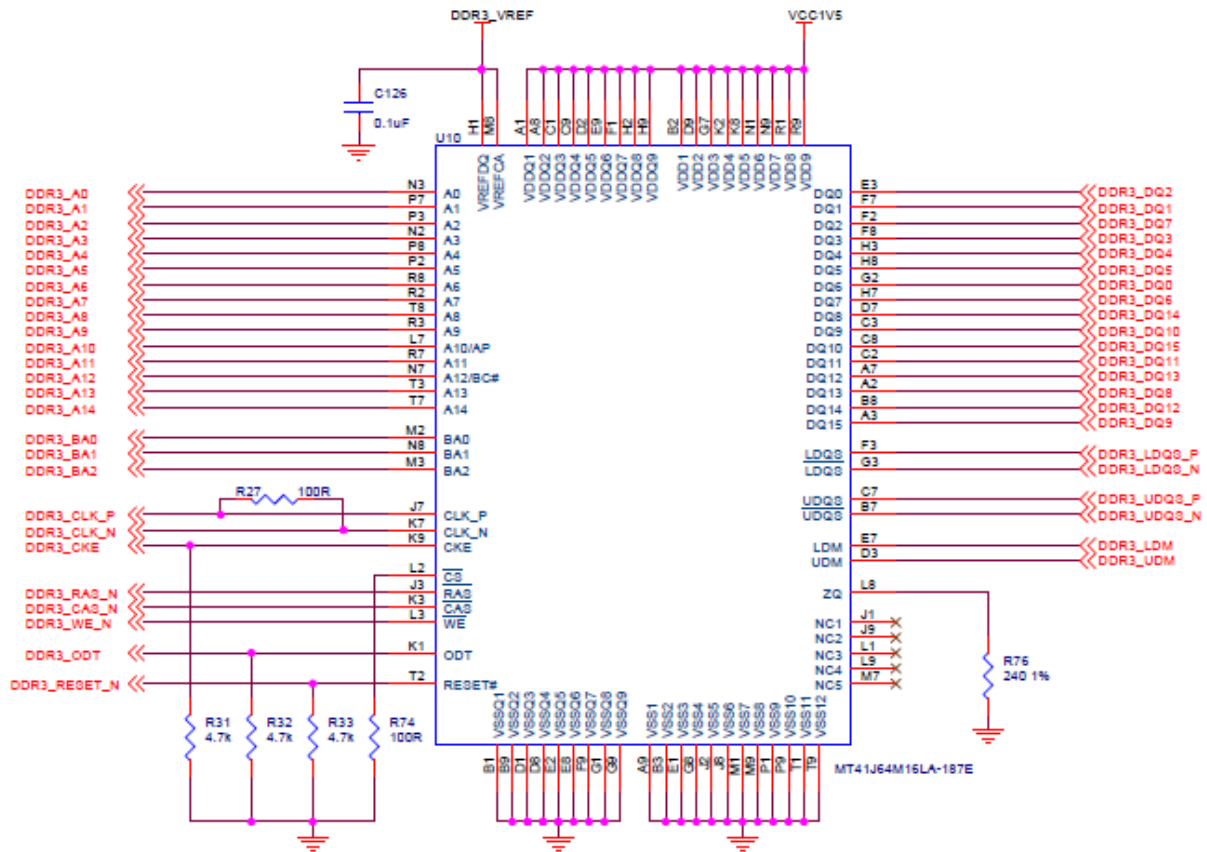 DDR3_VREF
VCC1V5
C126
0.1uF
U10
H1 M8 A1 A8 C1 C9 D2 E9 F1 H2 H9 B2 D9 G7 K2 K8 N1 N9 R1 R9
VREFDQ VREFCA VDDQ1 VDDQ2 VDDQ3 VDDQ4 VDDQ5 VDDQ6 VDDQ7 VDDQ8 VDDQ9 VDD1 VDD2 VDD3 VDD4 VDD5 VDD6 VDD7 VDD8 VDD9
DDR3_A0 N3 A0
DDR3_A1 P7 A1
DDR3_A2 P3 A2
DDR3_A3 N2 A3
DDR3_A4 P8 A4
DDR3_A5 P2 A5
DDR3_A6 R8 A6
DDR3_A7 R2 A7
DDR3_A8 T8 A8
DDR3_A9 R3 A9
DDR3_A10 L7 A10/AP
DDR3_A11 R7 A11
DDR3_A12 N7 A12/BC#
DDR3_A13 T3 A13
DDR3_A14 T7 A14
DDR3_BA0 M2 BA0
DDR3_BA1 N8 BA1
DDR3_BA2 M3 BA2
R27 100R
DDR3_CLK_P J7 CLK_P
DDR3_CLK_N K7 CLK_N
DDR3_CKE K9 CKE
L2 CS
DDR3_RAS_N J3 RAS
DDR3_CAS_N K3 CAS
DDR3_WE_N L3 WE
DDR3_ODT K1 ODT
DDR3_RESET_N T2 RESET#
DQ0 E3 DDR3_DQ2
DQ1 F7 DDR3_DQ1
DQ2 F2 DDR3_DQ7
DQ3 F8 DDR3_DQ3
DQ4 H3 DDR3_DQ4
DQ5 H8 DDR3_DQ5
DQ6 G2 DDR3_DQ0
DQ7 H7 DDR3_DQ6
DQ8 D7 DDR3_DQ14
DQ9 C3 DDR3_DQ10
DQ10 C8 DDR3_DQ15
DQ11 C2 DDR3_DQ11
DQ12 A7 DDR3_DQ13
DQ13 A2 DDR3_DQ8
DQ14 B8 DDR3_DQ12
DQ15 A3 DDR3_DQ9
LDQS F3 DDR3_LDQS_P
LDQS G3 DDR3_LDQS_N
UDQS C7 DDR3_UDQS_P
UDQS B7 DDR3_UDQS_N
LDM E7 DDR3_LDM
UDM D3 DDR3_UDM
ZQ L8
NC1 J1
NC2 J9
NC3 L1
NC4 L9
NC5 M7
R76
240 1%
R31
4.7k
R32
4.7k
R33
4.7k
R74
100R
VSSQ1 VSSQ2 VSSQ3 VSSQ4 VSSQ5 VSSQ6 VSSQ7 VSSQ8 VSSQ9 VSS1 VSS2 VSS3 VSS4 VSS5 VSS6 VSS7 VSS8 VSS9 VSS10 VSS11 VSS12
B1 B9 D1 D8 E2 E8 F9 G1 G9 A9 B3 E1 G8 J2 J8 M1 M9 P1 P9 T1 T9
MT41J64M16LA-187E